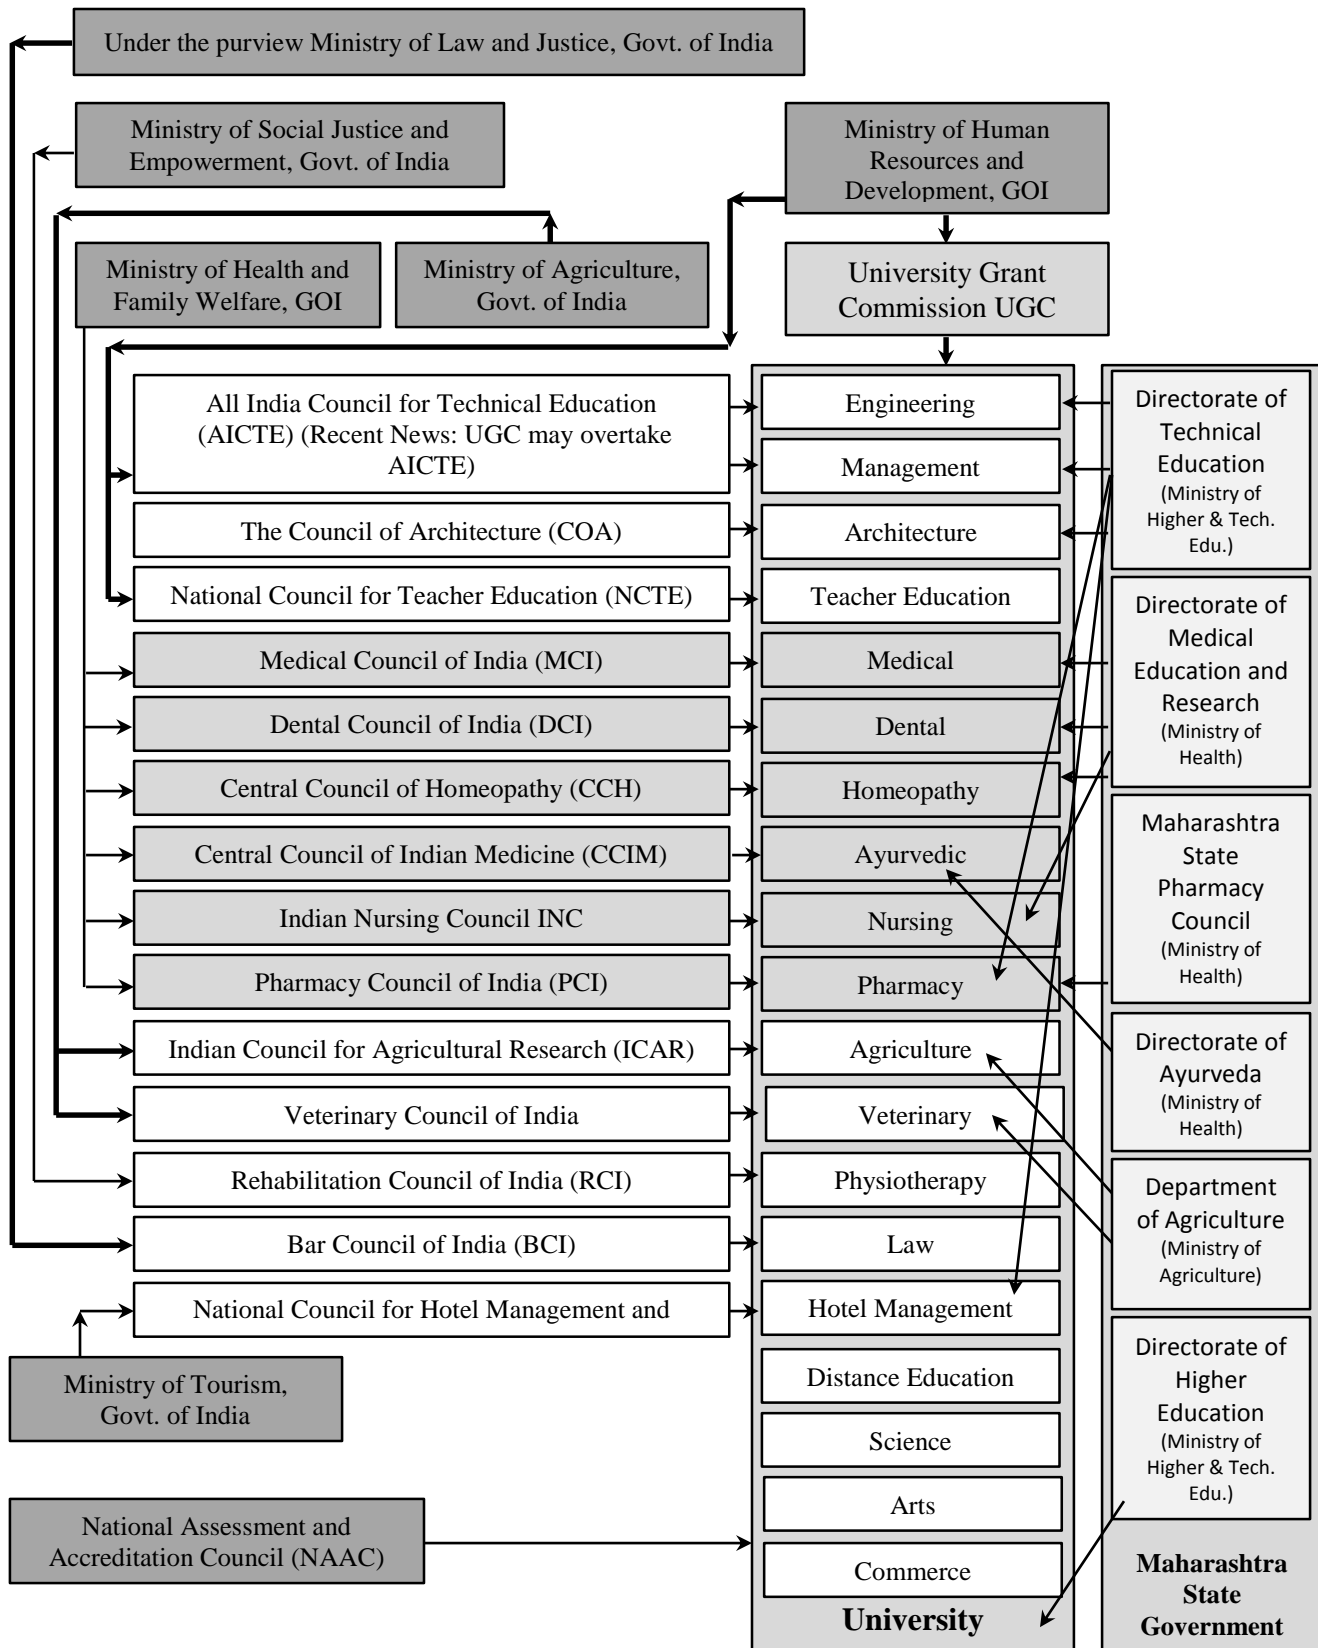 Under the purview Ministry of Law and Justice, Govt. of India
Ministry of Social Justice and
Empowerment, Govt. of India
Ministry of Human
Resources and
Development, GOI
Ministry of Health and
Family Welfare, GOI
Ministry of Agriculture,
Govt. of India
University Grant
Commission UGC
All India Council for Technical Education
(AICTE) (Recent News: UGC may overtake
AICTE)
The Council of Architecture (COA)
National Council for Teacher Education (NCTE)
Medical Council of India (MCI)
Dental Council of India (DCI)
Central Council of Homeopathy (CCH)
Central Council of Indian Medicine (CCIM)
Indian Nursing Council INC
Pharmacy Council of India (PCI)
Indian Council for Agricultural Research (ICAR)
Veterinary Council of India
Rehabilitation Council of India (RCI)
Bar Council of India (BCI)
National Council for Hotel Management and
Ministry of Tourism,
Govt. of India
National Assessment and
Accreditation Council (NAAC)
Engineering
Management
Architecture
Teacher Education
Medical
Dental
Homeopathy
Ayurvedic
Nursing
Pharmacy
Agriculture
Veterinary
Physiotherapy
Law
Hotel Management
Distance Education
Science
Arts
Commerce
University
Directorate of
Technical
Education
(Ministry of
Higher & Tech.
Edu.)
Directorate of
Medical
Education and
Research
(Ministry of
Health)
Maharashtra
State
Pharmacy
Council
(Ministry of
Health)
Directorate of
Ayurveda
(Ministry of
Health)
Department
of Agriculture
(Ministry of
Agriculture)
Directorate of
Higher
Education
(Ministry of
Higher & Tech.
Edu.)
Maharashtra
State
Government